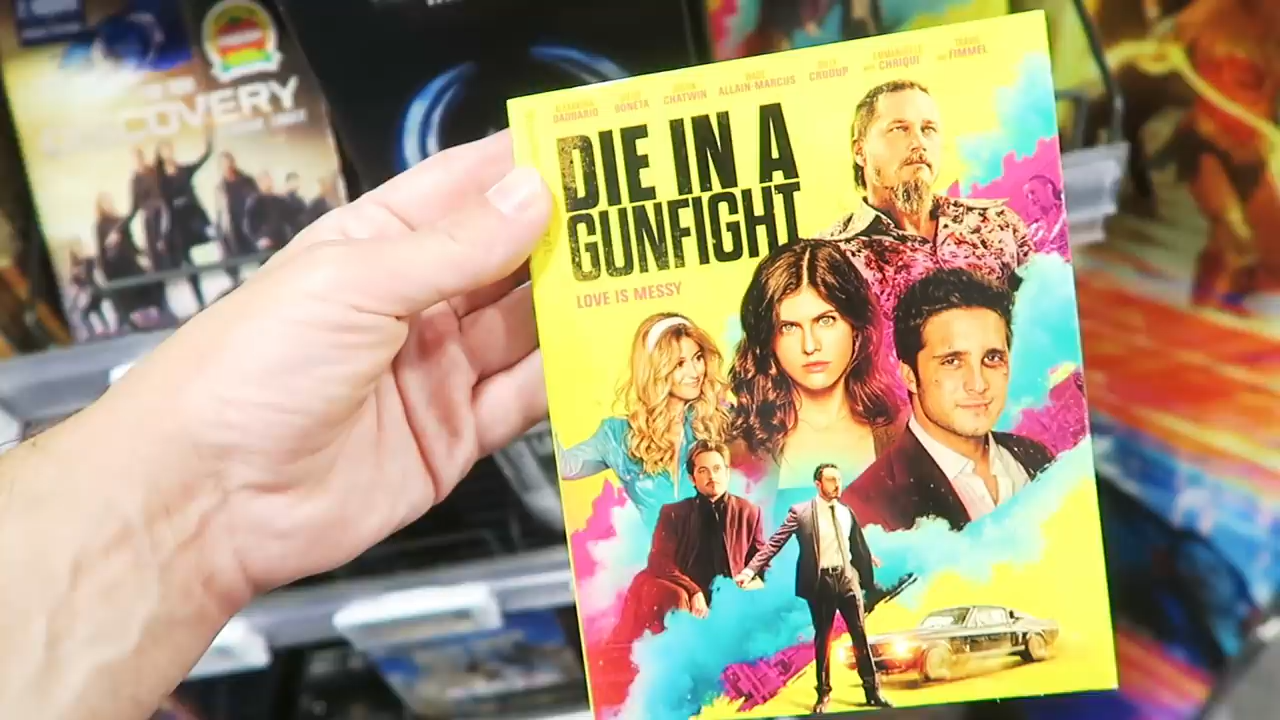 COVERY
ALEXANDRA DADDARIO
DIEGO BONETA
JUSTIN CHATWIN
WADE ALLAIN-MARCUS
BILLY CRUDUP
WITH EMMANUELLE CHRIQUI
AND TRAVIS FIMMEL
DIE IN A
GUNFIGHT
LOVE IS MESSY